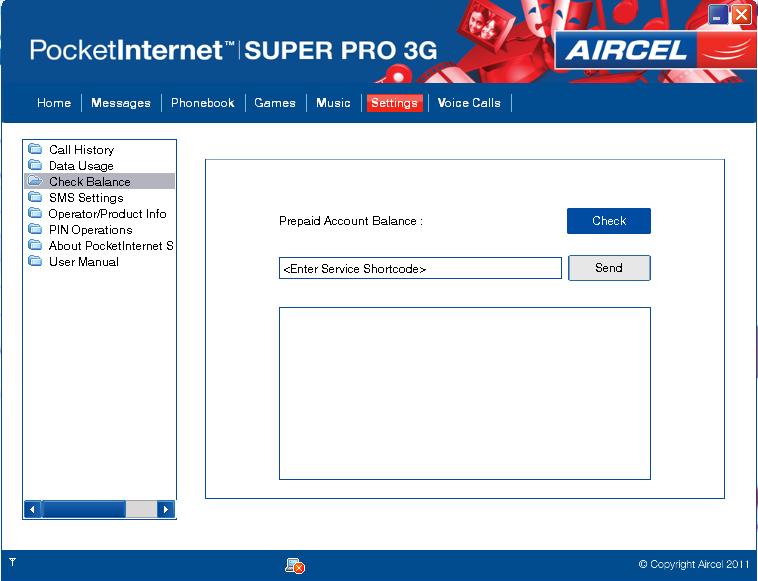 PocketInternet™ | SUPER PRO 3G
AIRCEL
Home | Messages | Phonebook | Games | Music | Settings | Voice Calls |
Call History
Data Usage
Check Balance
SMS Settings
Operator/Product Info
PIN Operations
About PocketInternet S
User Manual
Prepaid Account Balance : Check
<Enter Service Shortcode> Send
© Copyright Aircel 2011